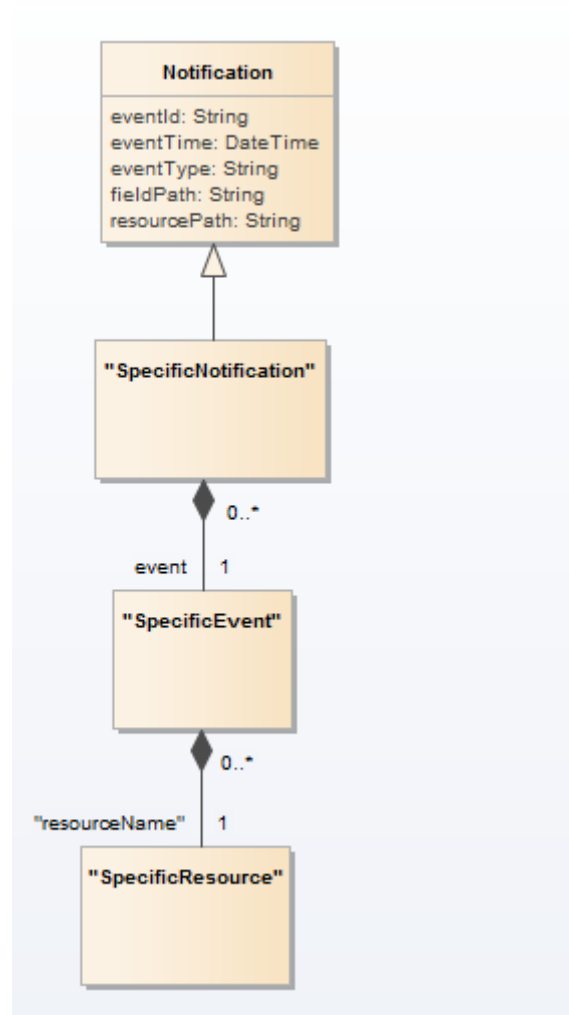 Notification
eventId: String
eventTime: DateTime
eventType: String
fieldPath: String
resourcePath: String
"SpecificNotification"
0..*
event 1
"SpecificEvent"
0..*
"resourceName" 1
"SpecificResource"